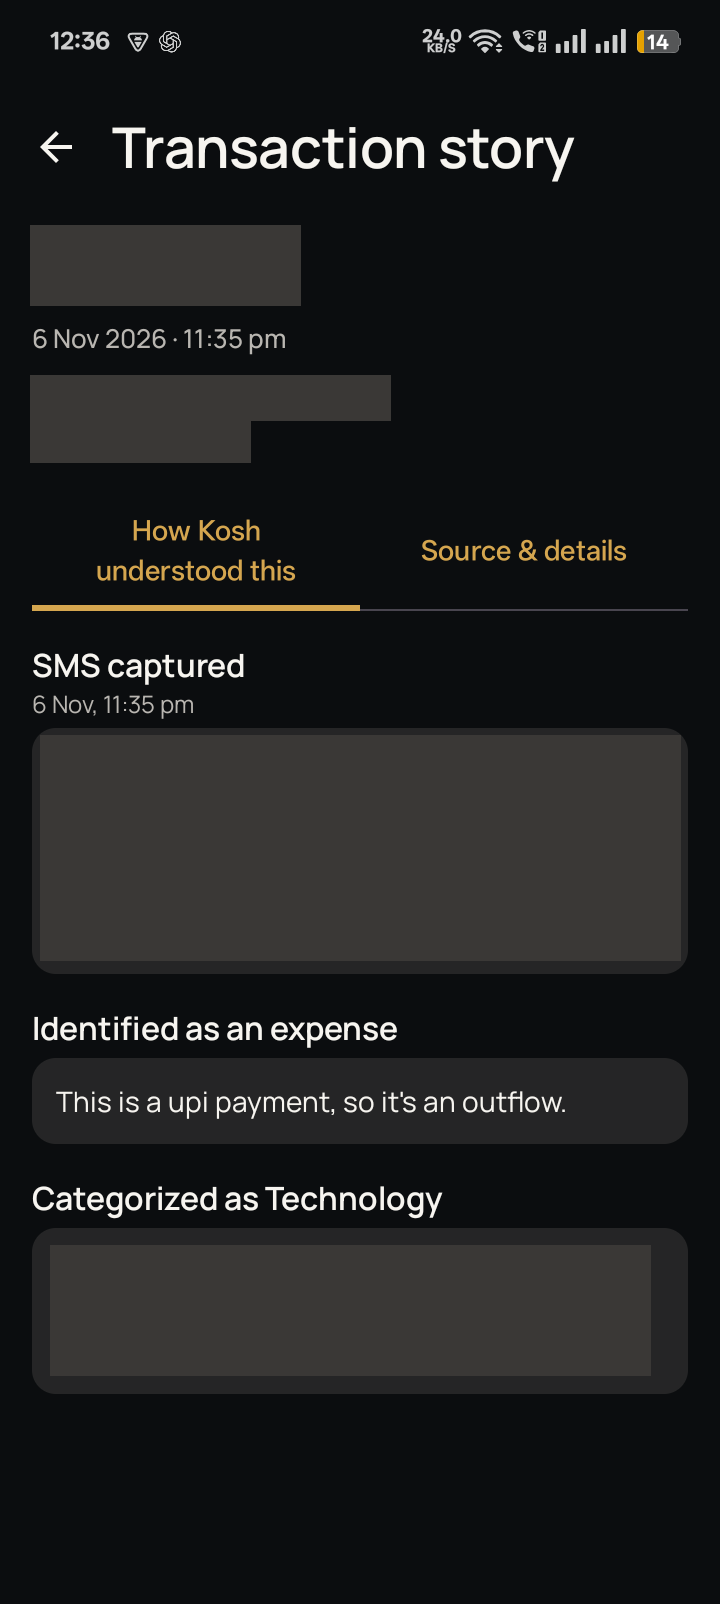 12:36
24.0
KB/S
1
2
14
Transaction story
6 Nov 2026 · 11:35 pm
How Kosh
understood this
Source & details
SMS captured
6 Nov, 11:35 pm
Identified as an expense
This is a upi payment, so it's an outflow.
Categorized as Technology